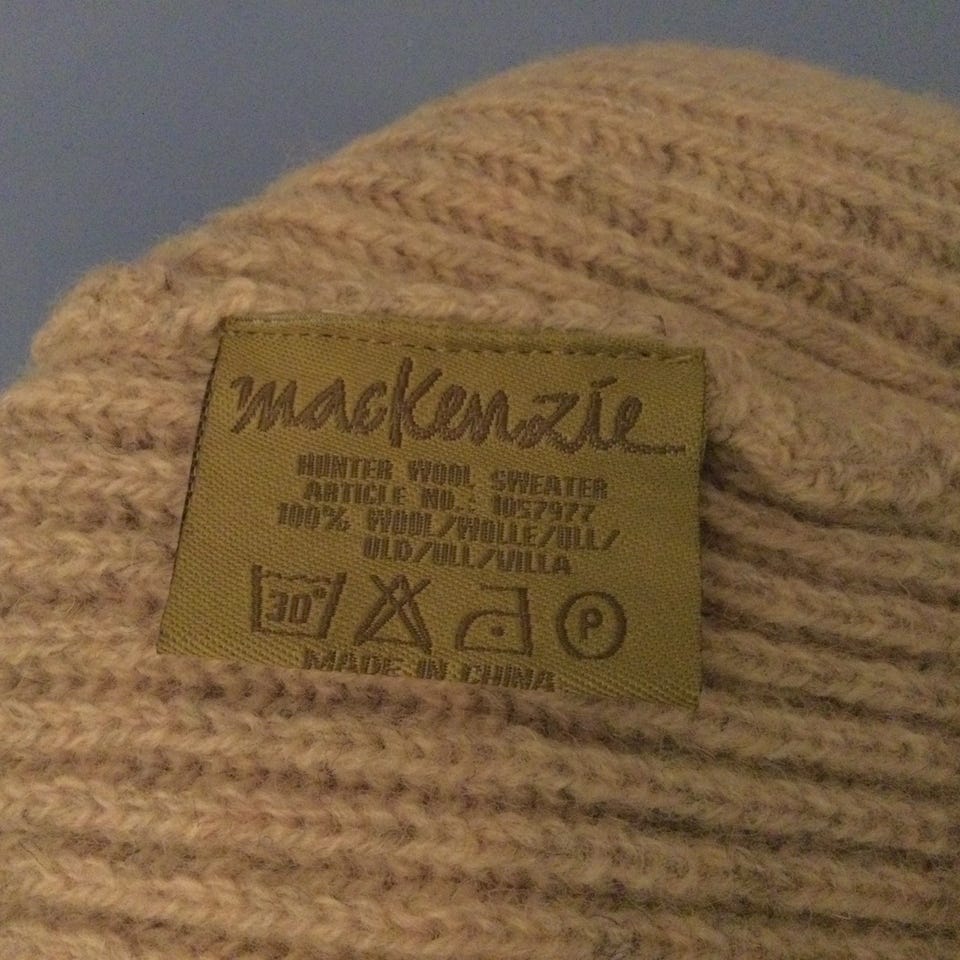 mackenzie
HUNTER WOOL SWEATER
ARTICLE NO.: 1057977
100% WOOL/WOLLE/ULL/
ULD/ULL/VILLA
30°
P
MADE IN CHINA